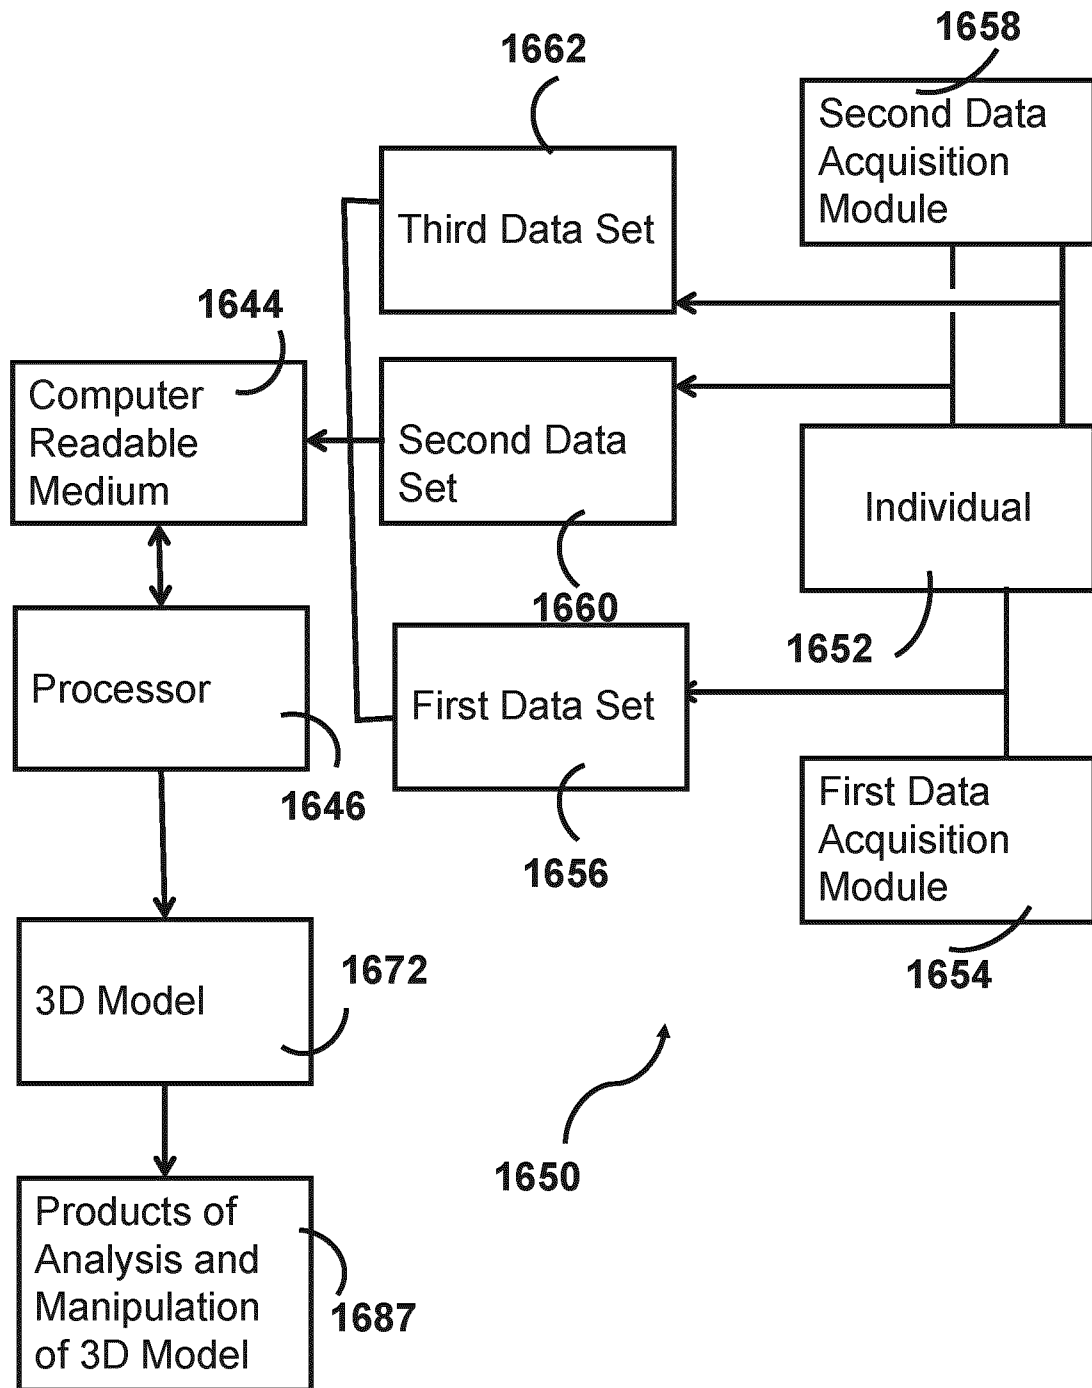 1658
1662
Second Data
Acquisition
Module
Third Data Set
1644
Computer
Readable
Medium
Second Data
Set
Individual
1660
1652
Processor
First Data Set
1646
First Data
Acquisition
Module
1656
1672
1654
3D Model
1650
Products of
Analysis and
Manipulation
of 3D Model
1687